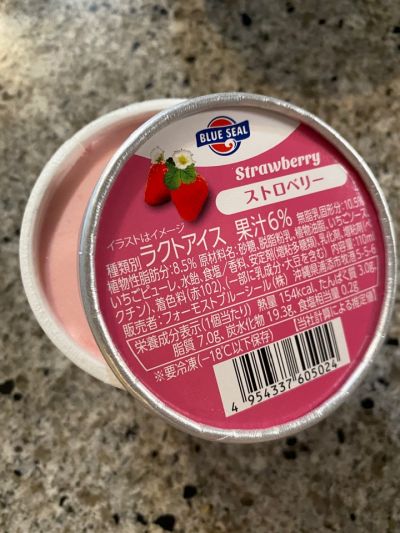 BLUE SEAL
Strawberry
ストロベリー
イラストはイメージ
種類別 ラクトアイス 果汁6%
植物性脂肪分:8.5% 原材料名:砂糖、脱脂粉乳、植物油脂、いちごソース、
いちごピューレ、水飴、食塩/香料、安定剤(増粘多糖類)、乳化剤、
クチン)、着色料(赤102)、(一部に乳成分・大豆を含む) 内容量:110ml
販売者:フォーモストブルーシール(株) 沖縄県浦添市牧港5-5-6
無脂乳固形分:10.5%
栄養成分表示(1個当たり) 熱量 154kcal、たんぱく質 3.0g、
脂質 7.0g、炭水化物 19.3g、食塩相当量 0.2g
※要冷凍(-18℃以下保存)
(当社計算による推定値)
4 954337 605024